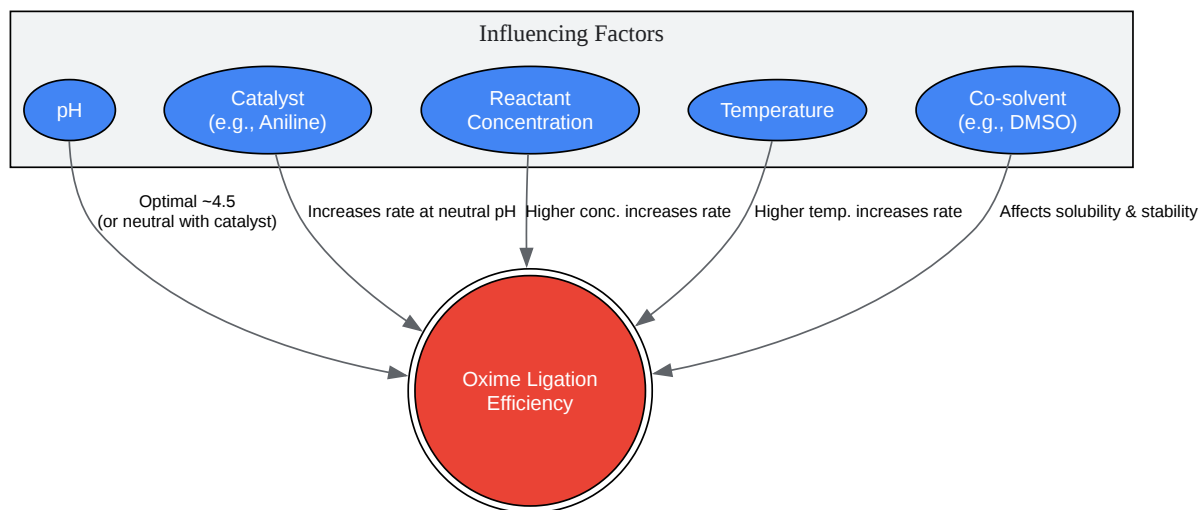 Influencing Factors
pH
Catalyst
(e.g., Aniline)
Reactant
Concentration
Temperature
Co-solvent
(e.g., DMSO)
Optimal ~4.5
(or neutral with catalyst)
Increases rate at neutral pH
Higher conc. increases rate
Higher temp. increases rate
Affects solubility & stability
Oxime Ligation
Efficiency